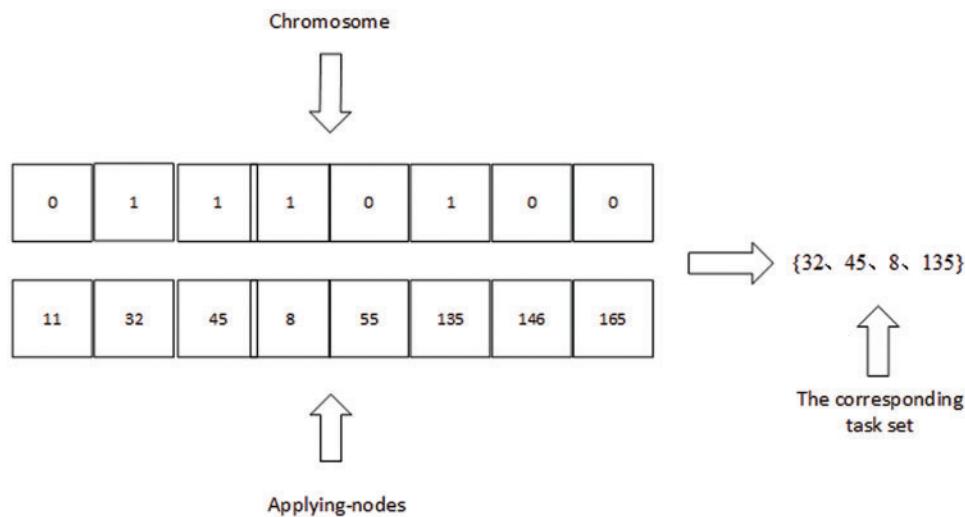 Chromosome
0 1 1 1 0 1 0 0
{32、45、8、135}
11 32 45 8 55 135 146 165
The corresponding
task set
Applying-nodes